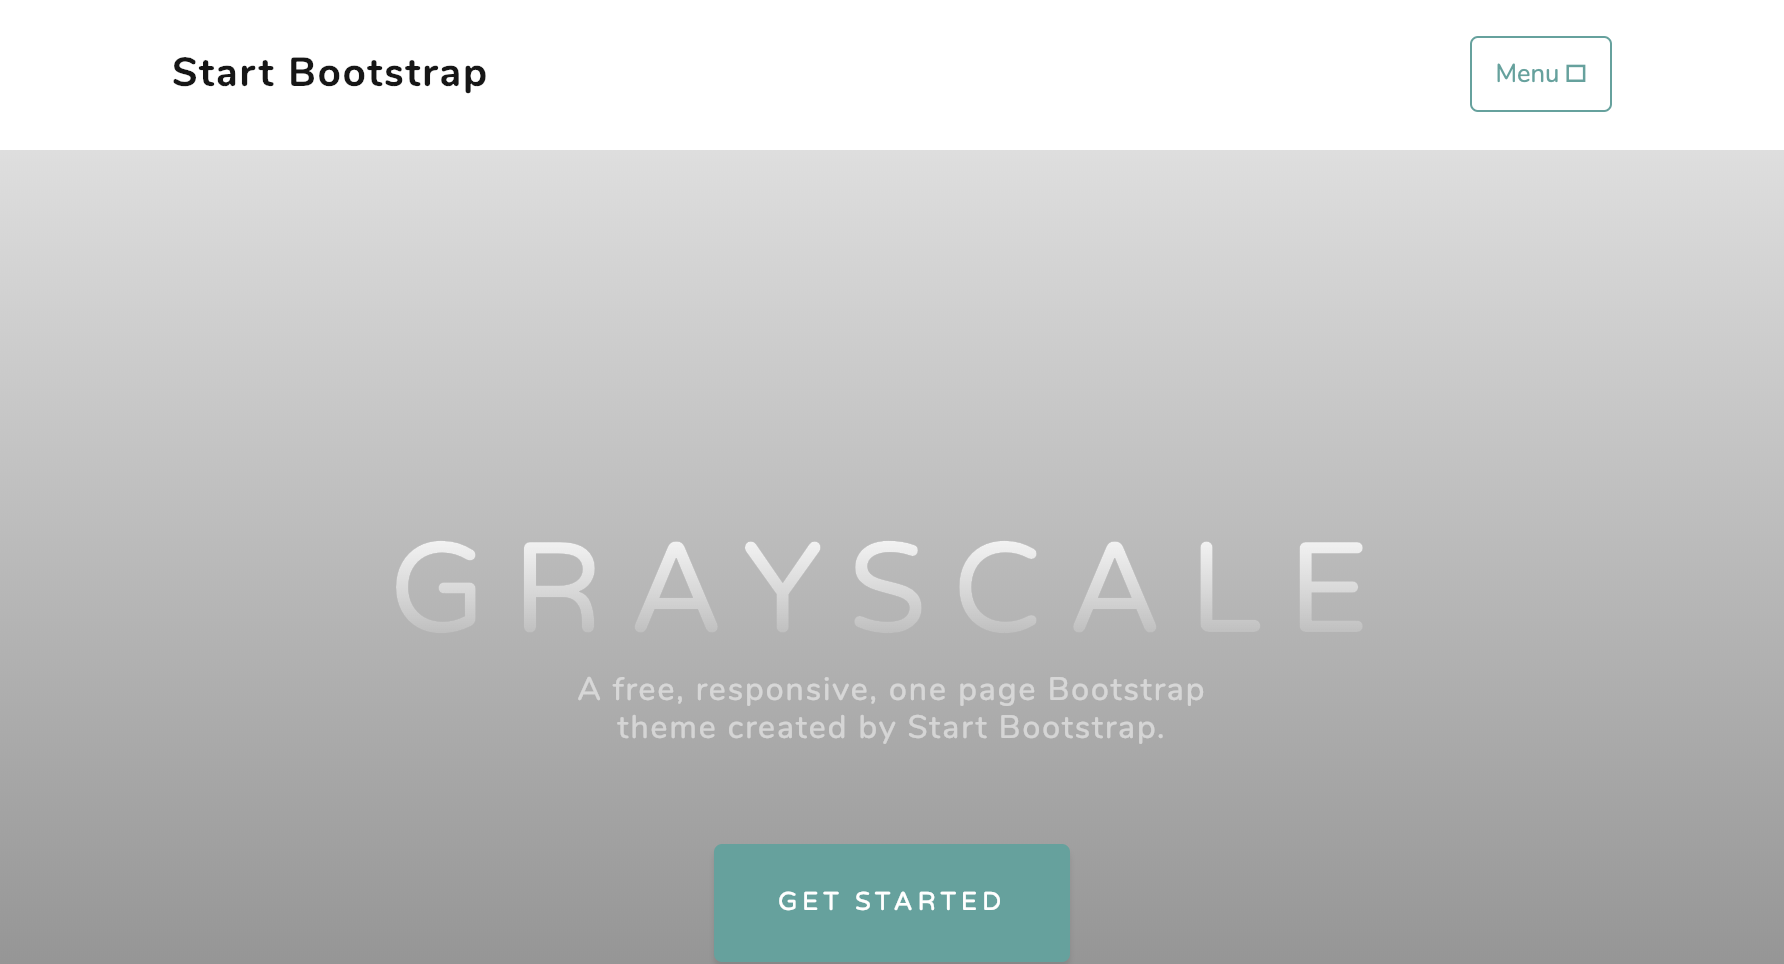 Start Bootstrap
Menu
GRAYSCALE
A free, responsive, one page Bootstrap
theme created by Start Bootstrap.
GET STARTED